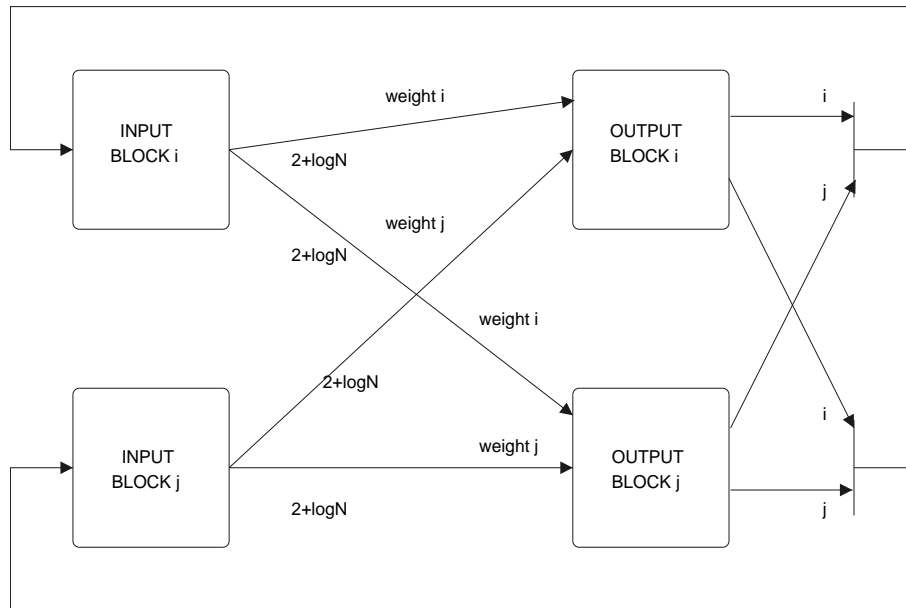 weight i
i
INPUT
BLOCK i
OUTPUT
BLOCK i
2+logN
j
weight j
2+logN
weight i
2+logN
i
weight j
INPUT
BLOCK j
OUTPUT
BLOCK j
2+logN
j